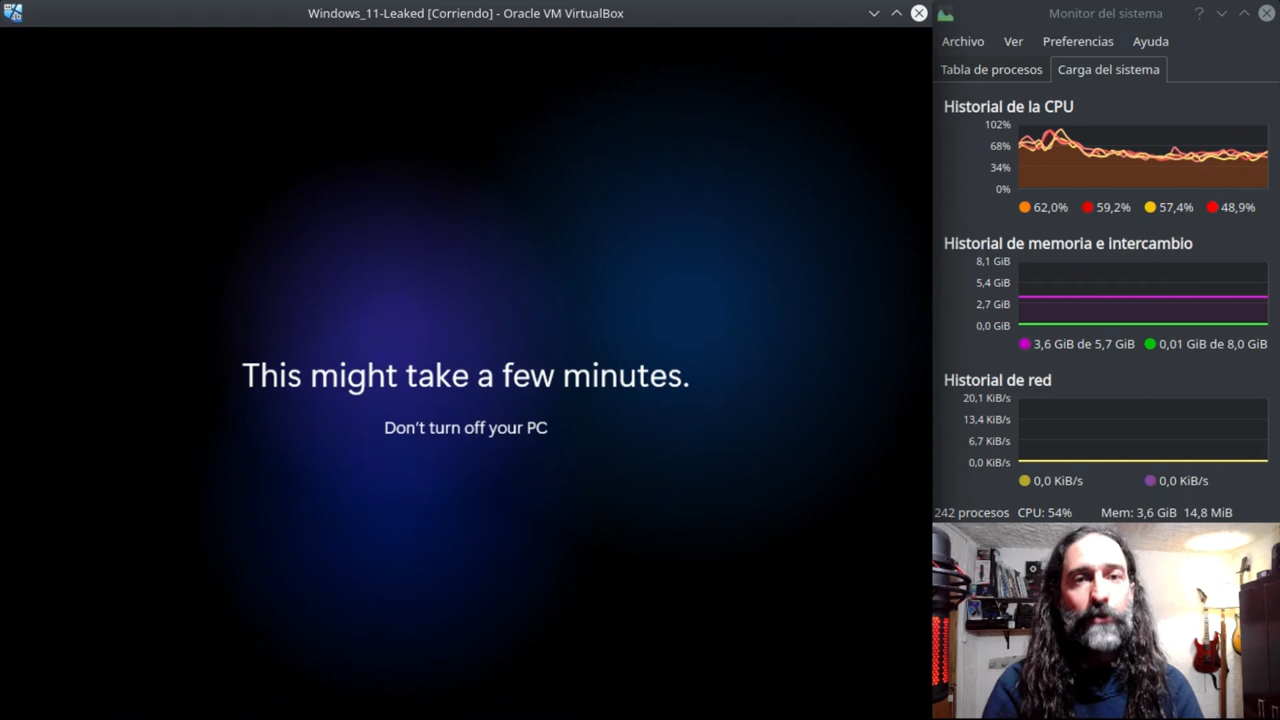 Windows_11-Leaked [Corriendo] - Oracle VM VirtualBox
This might take a few minutes.
Don't turn off your PC
Monitor del sistema
Archivo Ver Preferencias Ayuda
Tabla de procesos Carga del sistema
Historial de la CPU
102%
68%
34%
0%
62,0% 59,2% 57,4% 48,9%
Historial de memoria e intercambio
8,1 GiB
5,4 GiB
2,7 GiB
0,0 GiB
3,6 GiB de 5,7 GiB 0,01 GiB de 8,0 GiB
Historial de red
20,1 KiB/s
13,4 KiB/s
6,7 KiB/s
0,0 KiB/s
0,0 KiB/s 0,0 KiB/s
242 procesos CPU: 54% Mem: 3,6 GiB 14,8 MiB